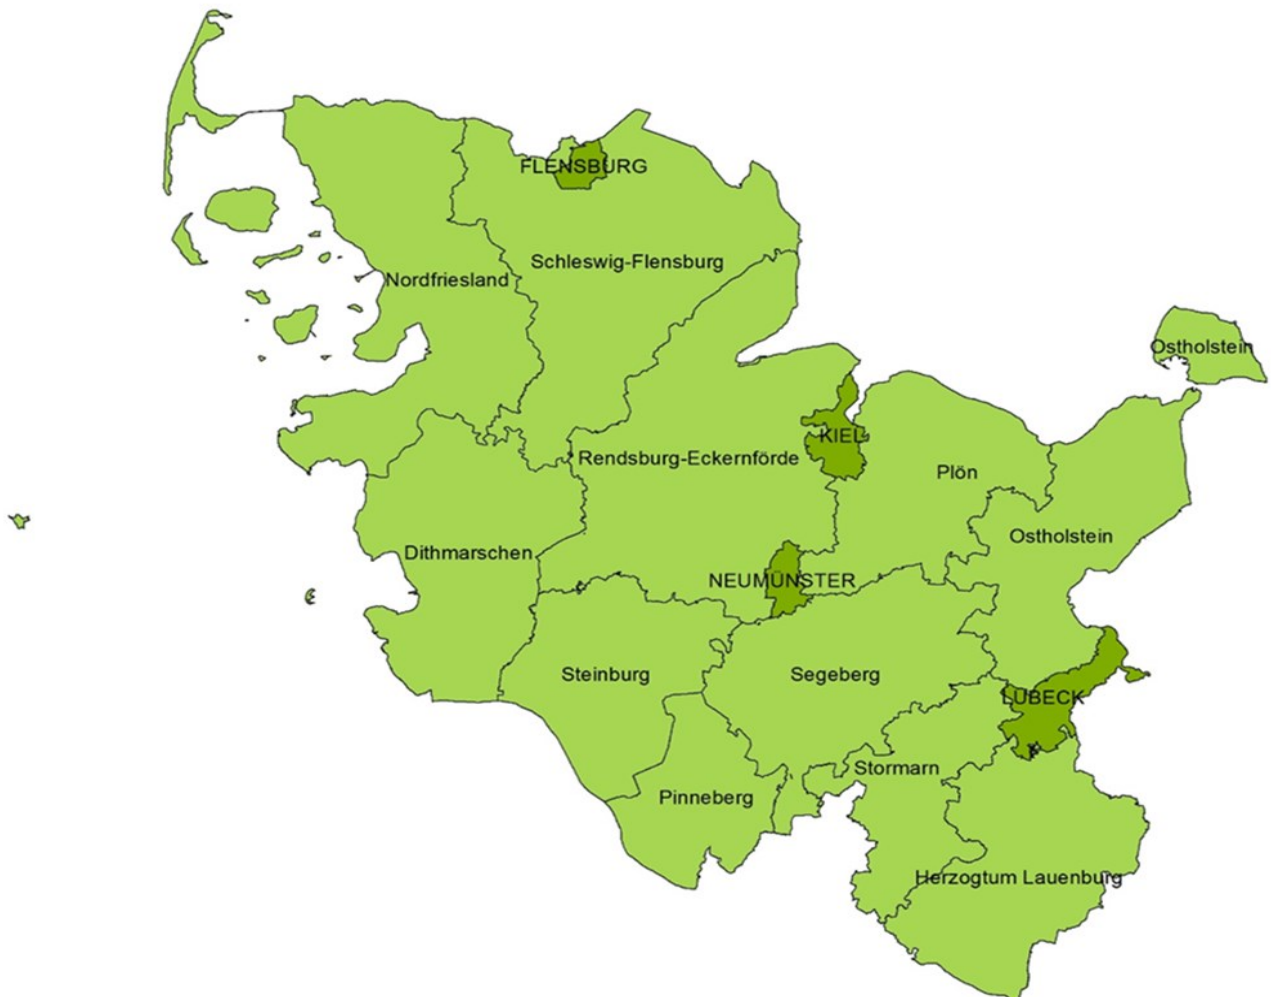 FLENSBURG
Schleswig-Flensburg
Nordfriesland
Ostholstein
KIEL
Rendsburg-Eckernförde
Plön
Ostholstein
Dithmarschen
NEUMÜNSTER
Steinburg
Segeberg
LÜBECK
Stormarn
Pinneberg
Herzogtum Lauenburg